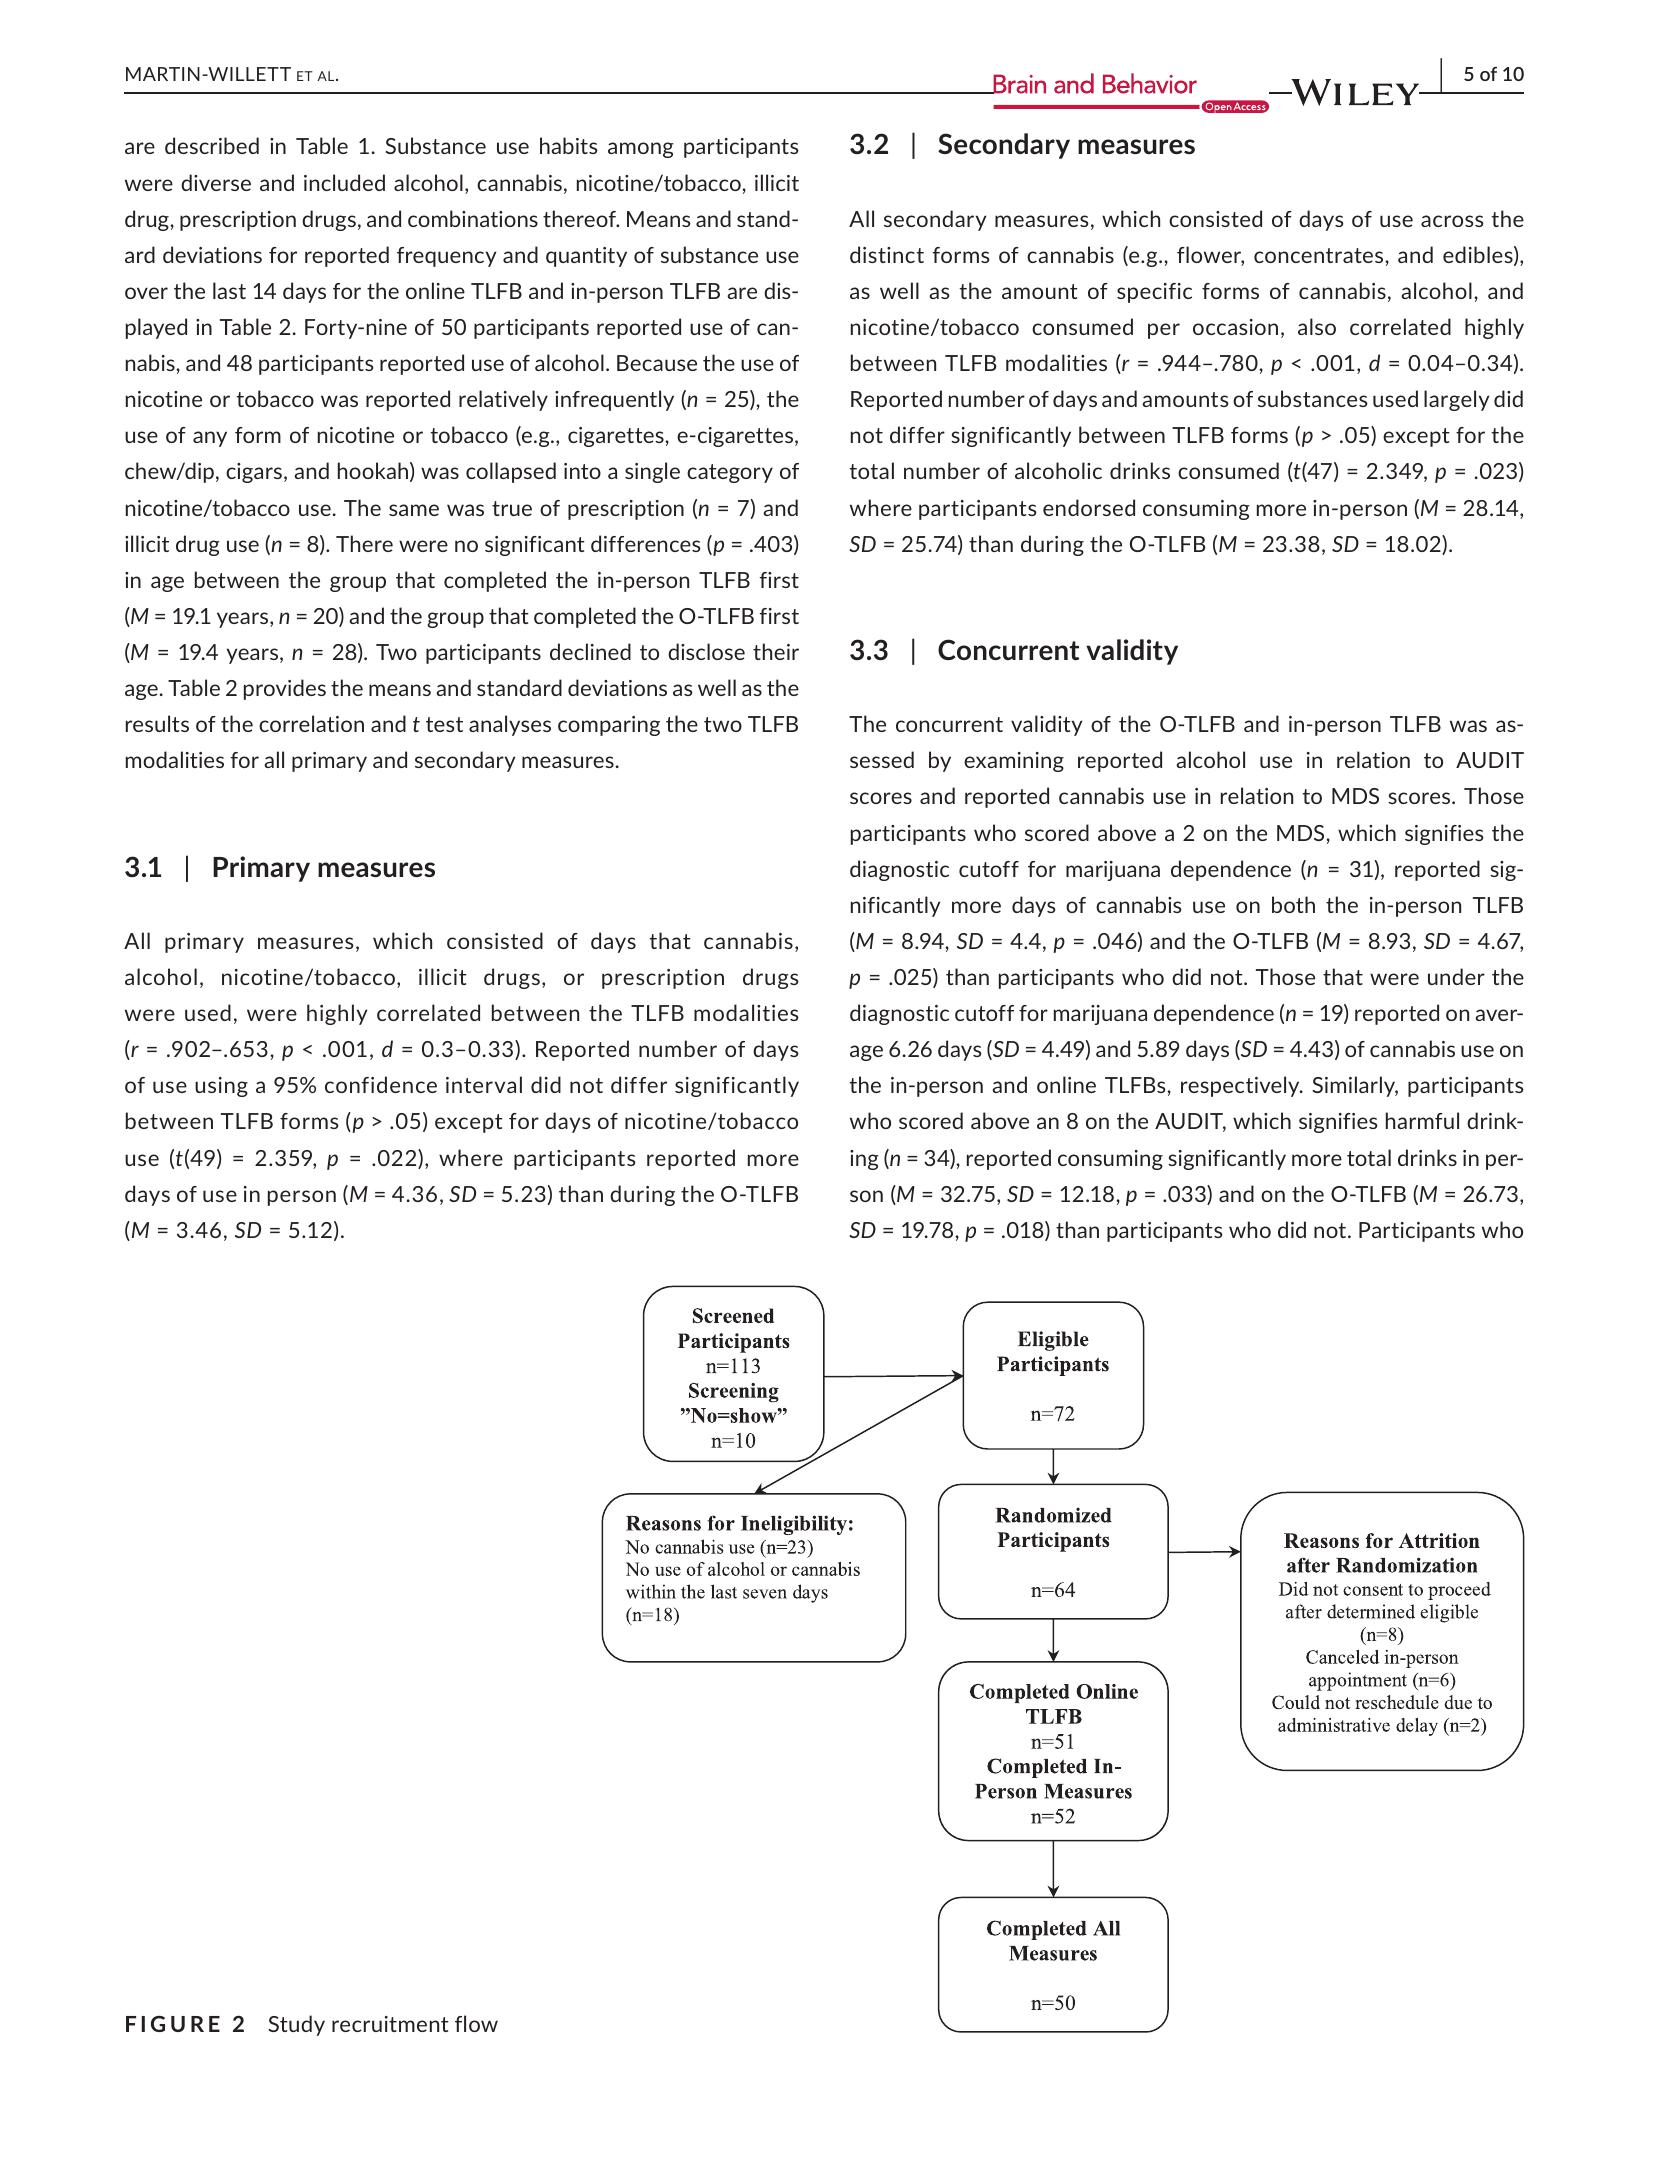 MARTIN-WILLETT ET AL.
Brain and Behavior
Open Access
WILEY
5 of 10
are described in Table 1. Substance use habits among participants
were diverse and included alcohol, cannabis, nicotine/tobacco, illicit
drug, prescription drugs, and combinations thereof. Means and stand-
ard deviations for reported frequency and quantity of substance use
over the last 14 days for the online TLFB and in-person TLFB are dis-
played in Table 2. Forty-nine of 50 participants reported use of can-
nabis, and 48 participants reported use of alcohol. Because the use of
nicotine or tobacco was reported relatively infrequently (n = 25), the
use of any form of nicotine or tobacco (e.g., cigarettes, e-cigarettes,
chew/dip, cigars, and hookah) was collapsed into a single category of
nicotine/tobacco use. The same was true of prescription (n = 7) and
illicit drug use (n = 8). There were no significant differences (p = .403)
in age between the group that completed the in-person TLFB first
(M = 19.1 years, n = 20) and the group that completed the O-TLFB first
(M = 19.4 years, n = 28). Two participants declined to disclose their
age. Table 2 provides the means and standard deviations as well as the
results of the correlation and t test analyses comparing the two TLFB
modalities for all primary and secondary measures.
3.1 | Primary measures
All primary measures, which consisted of days that cannabis,
alcohol, nicotine/tobacco, illicit drugs, or prescription drugs
were used, were highly correlated between the TLFB modalities
(r = .902–.653, p < .001, d = 0.3–0.33). Reported number of days
of use using a 95% confidence interval did not differ significantly
between TLFB forms (p > .05) except for days of nicotine/tobacco
use (t(49) = 2.359, p = .022), where participants reported more
days of use in person (M = 4.36, SD = 5.23) than during the O-TLFB
(M = 3.46, SD = 5.12).
3.2 | Secondary measures
All secondary measures, which consisted of days of use across the
distinct forms of cannabis (e.g., flower, concentrates, and edibles),
as well as the amount of specific forms of cannabis, alcohol, and
nicotine/tobacco consumed per occasion, also correlated highly
between TLFB modalities (r = .944–.780, p < .001, d = 0.04–0.34).
Reported number of days and amounts of substances used largely did
not differ significantly between TLFB forms (p > .05) except for the
total number of alcoholic drinks consumed (t(47) = 2.349, p = .023)
where participants endorsed consuming more in-person (M = 28.14,
SD = 25.74) than during the O-TLFB (M = 23.38, SD = 18.02).
3.3 | Concurrent validity
The concurrent validity of the O-TLFB and in-person TLFB was as-
sessed by examining reported alcohol use in relation to AUDIT
scores and reported cannabis use in relation to MDS scores. Those
participants who scored above a 2 on the MDS, which signifies the
diagnostic cutoff for marijuana dependence (n = 31), reported sig-
nificantly more days of cannabis use on both the in-person TLFB
(M = 8.94, SD = 4.4, p = .046) and the O-TLFB (M = 8.93, SD = 4.67,
p = .025) than participants who did not. Those that were under the
diagnostic cutoff for marijuana dependence (n = 19) reported on aver-
age 6.26 days (SD = 4.49) and 5.89 days (SD = 4.43) of cannabis use on
the in-person and online TLFBs, respectively. Similarly, participants
who scored above an 8 on the AUDIT, which signifies harmful drink-
ing (n = 34), reported consuming significantly more total drinks in per-
son (M = 32.75, SD = 12.18, p = .033) and on the O-TLFB (M = 26.73,
SD = 19.78, p = .018) than participants who did not. Participants who
Screened
Participants
n=113
Screening
”No=show”
n=10
Eligible
Participants
n=72
Reasons for Ineligibility:
No cannabis use (n=23)
No use of alcohol or cannabis
within the last seven days
(n=18)
Randomized
Participants
n=64
Reasons for Attrition
after Randomization
Did not consent to proceed
after determined eligible
(n=8)
Canceled in-person
appointment (n=6)
Could not reschedule due to
administrative delay (n=2)
Completed Online
TLFB
n=51
Completed In-
Person Measures
n=52
Completed All
Measures
n=50
FIGURE 2 Study recruitment flow